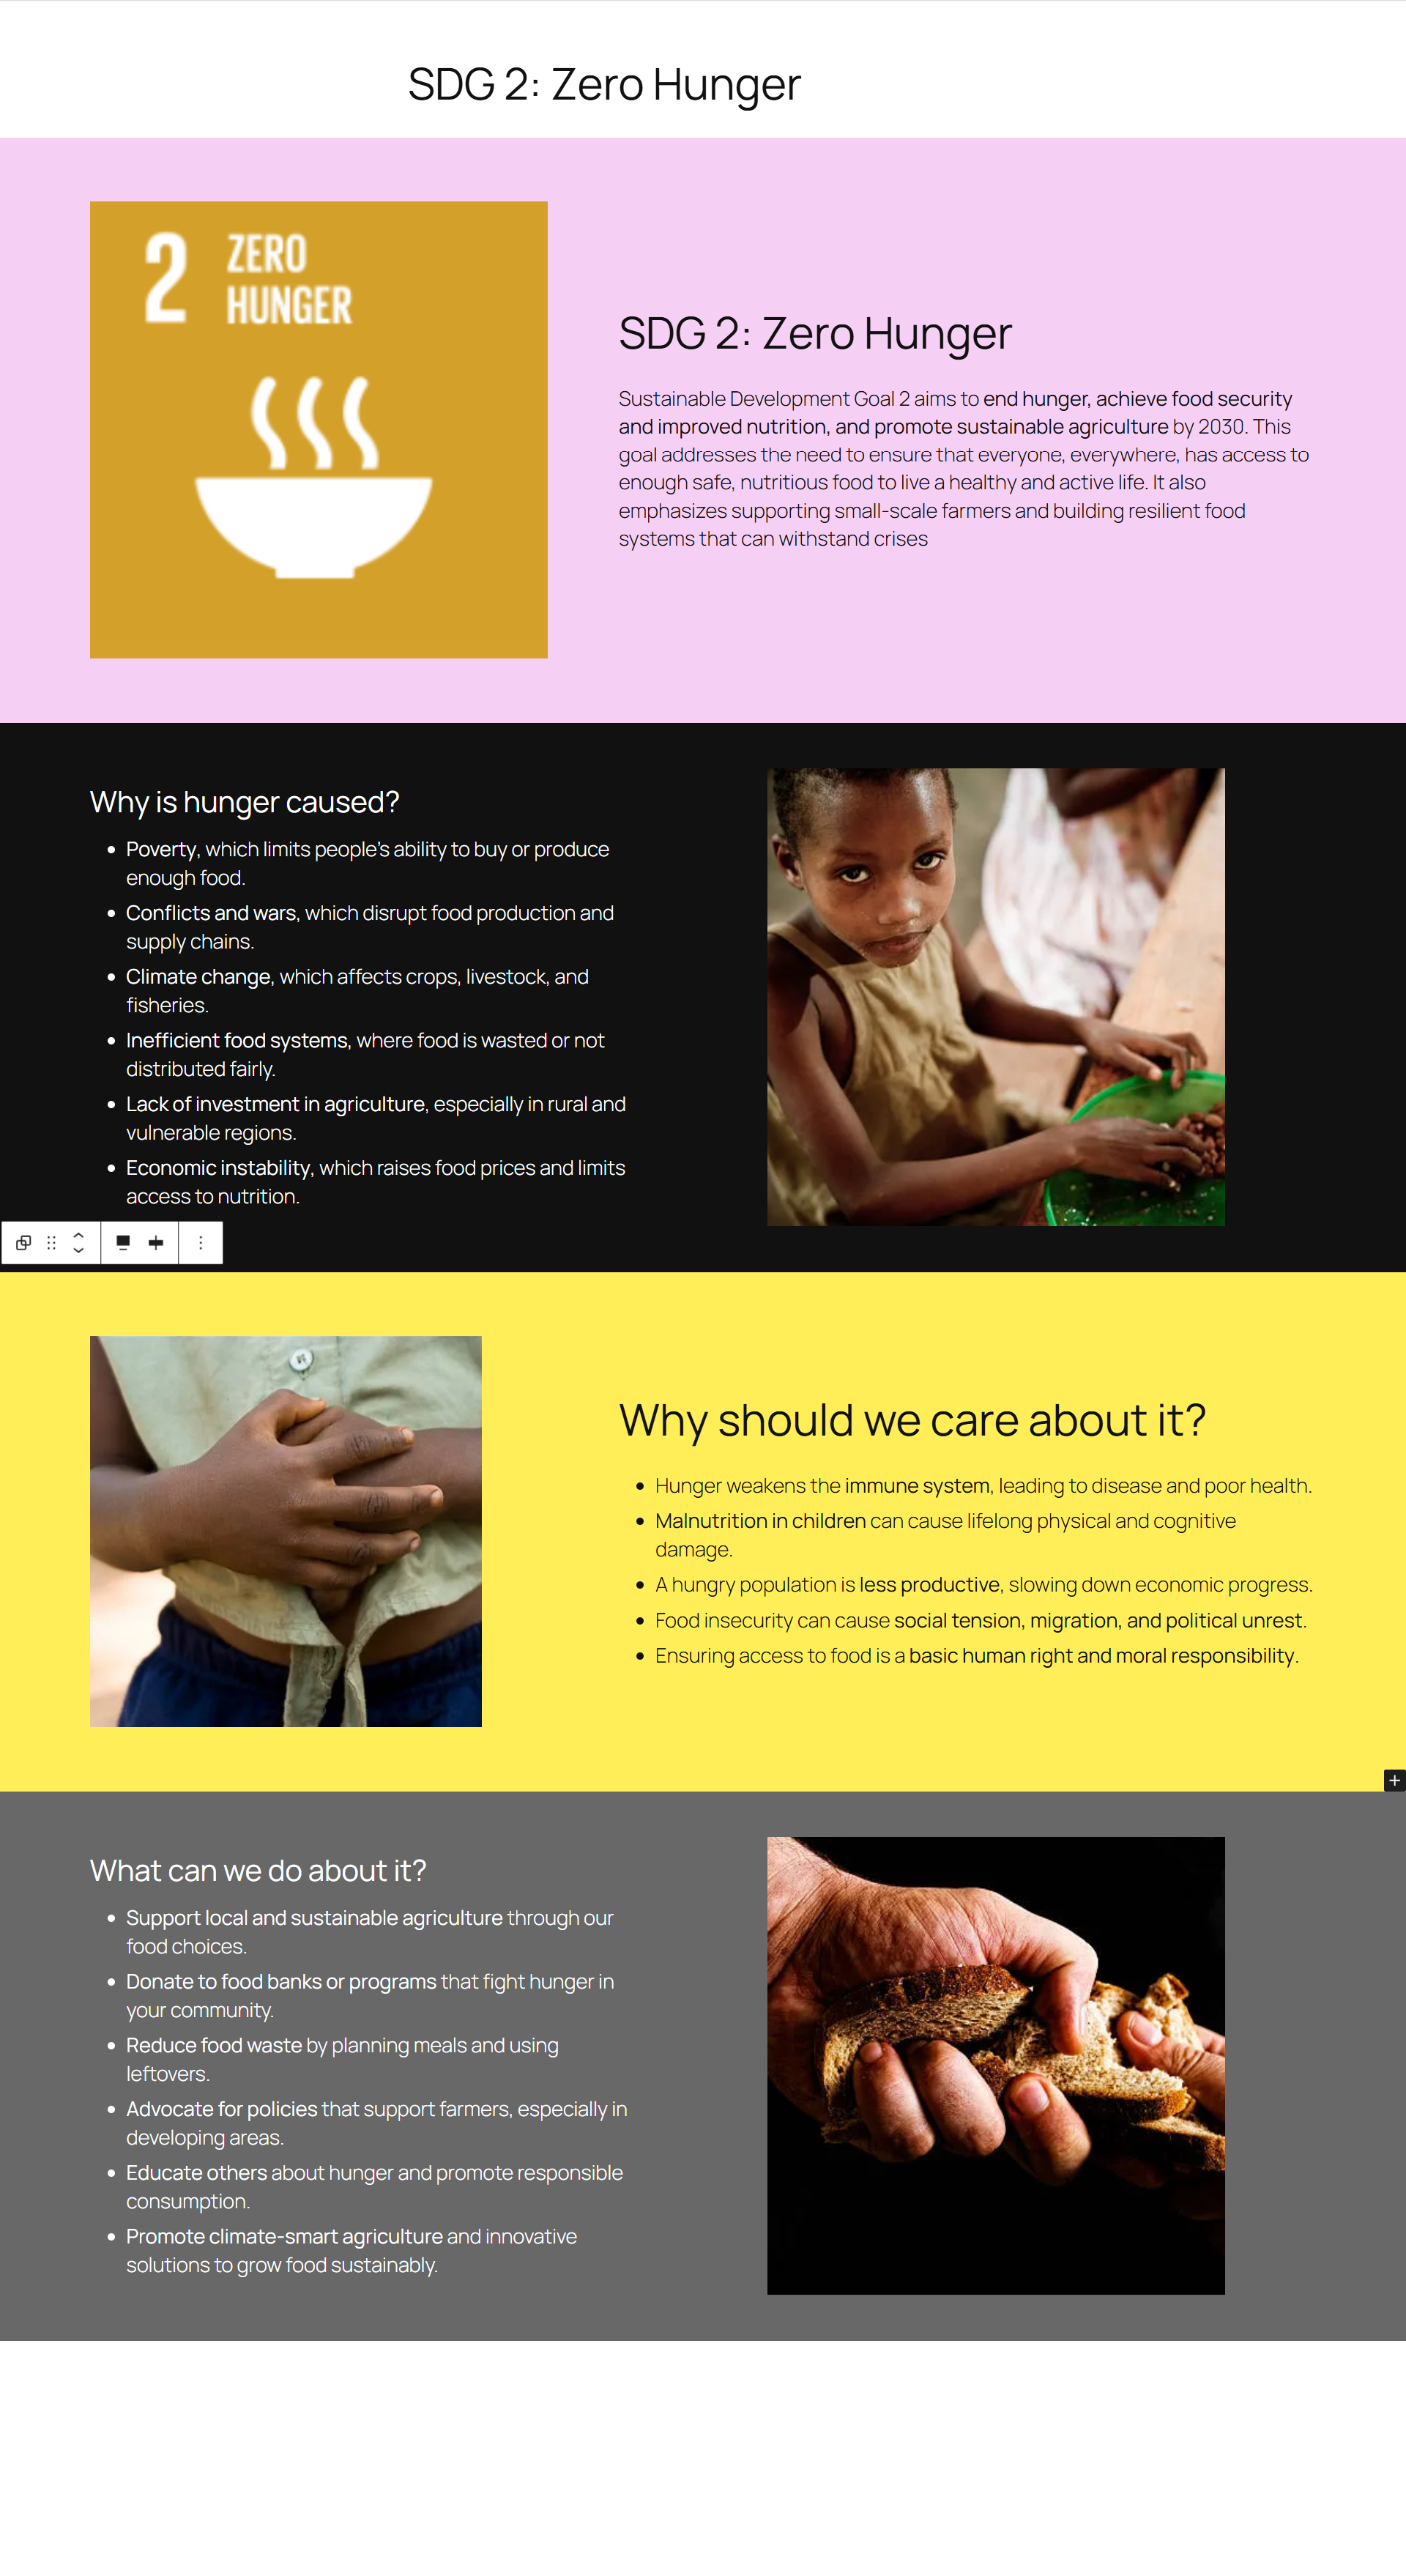 SDG 2: Zero Hunger
2 ZERO
HUNGER
SDG 2: Zero Hunger
Sustainable Development Goal 2 aims to end hunger, achieve food security
and improved nutrition, and promote sustainable agriculture by 2030. This
goal addresses the need to ensure that everyone, everywhere, has access to
enough safe, nutritious food to live a healthy and active life. It also
emphasizes supporting small-scale farmers and building resilient food
systems that can withstand crises
Why is hunger caused?
• Poverty, which limits people's ability to buy or produce
enough food.
• Conflicts and wars, which disrupt food production and
supply chains.
• Climate change, which affects crops, livestock, and
fisheries.
• Inefficient food systems, where food is wasted or not
distributed fairly.
• Lack of investment in agriculture, especially in rural and
vulnerable regions.
• Economic instability, which raises food prices and limits
access to nutrition.
Why should we care about it?
• Hunger weakens the immune system, leading to disease and poor health.
• Malnutrition in children can cause lifelong physical and cognitive
damage.
• A hungry population is less productive, slowing down economic progress.
• Food insecurity can cause social tension, migration, and political unrest.
• Ensuring access to food is a basic human right and moral responsibility.
What can we do about it?
• Support local and sustainable agriculture through our
food choices.
• Donate to food banks or programs that fight hunger in
your community.
• Reduce food waste by planning meals and using
leftovers.
• Advocate for policies that support farmers, especially in
developing areas.
• Educate others about hunger and promote responsible
consumption.
• Promote climate-smart agriculture and innovative
solutions to grow food sustainably.